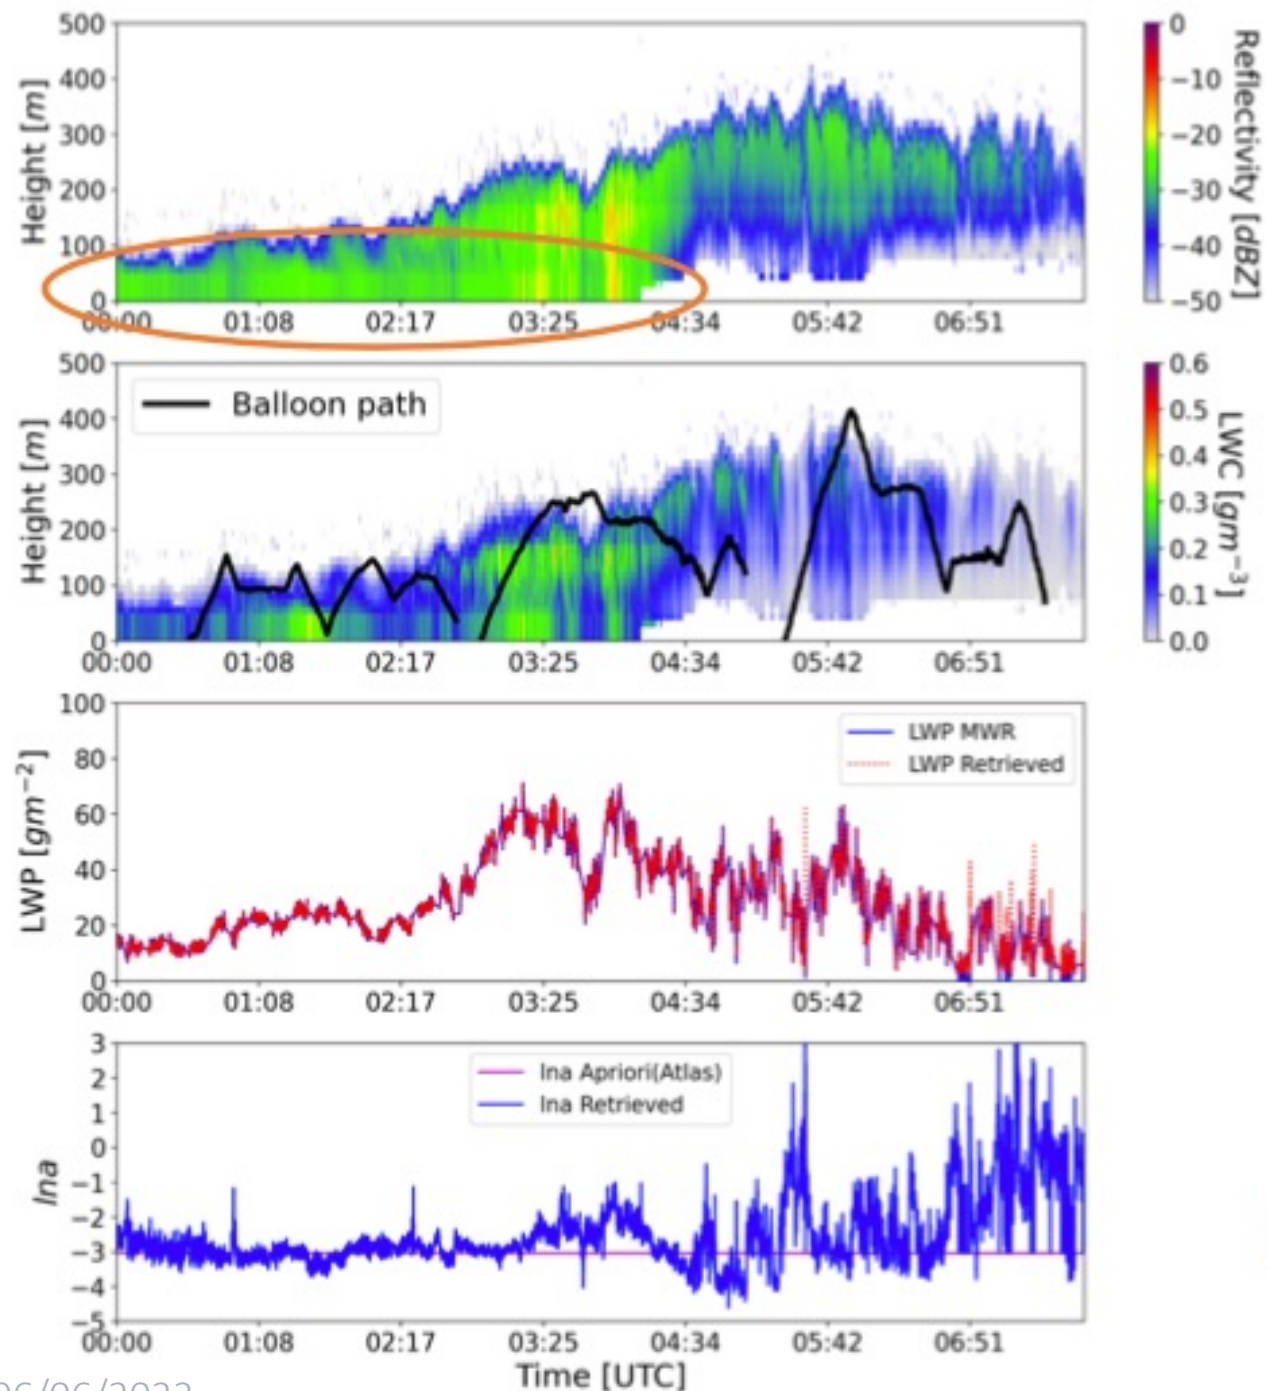 500
400
300
200
100
0
Height [m]
00:00 01:08 02:17 03:25 04:34 05:42 06:51
0
−10
−20
−30
−40
−50
Reflectivity [dBZ]
Balloon path
500
400
300
200
100
0
Height [m]
00:00 01:08 02:17 03:25 04:34 05:42 06:51
0.6
0.5
0.4
0.3
0.2
0.1
0.0
LWC [gm⁻³]
LWP MWR
LWP Retrieved
100
80
60
40
20
0
LWP [gm⁻²]
00:00 01:08 02:17 03:25 04:34 05:42 06:51
lna Apriori(Atlas)
lna Retrieved
3
2
1
0
−1
−2
−3
−4
−5
lna
00:00 01:08 02:17 03:25 04:34 05:42 06:51
Time [UTC]